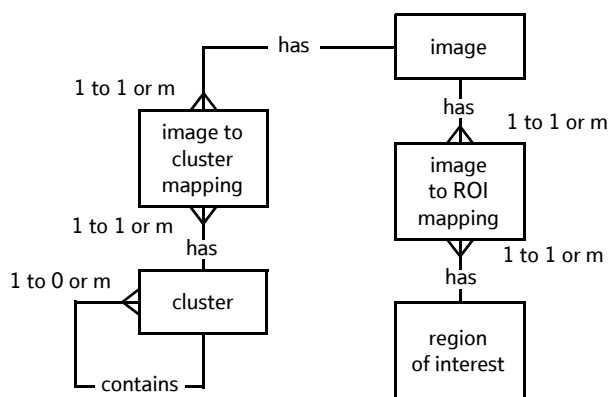 has
image
1 to 1 or m
has
1 to 1 or m
image to
cluster
mapping
image
to ROI
mapping
1 to 1 or m
has
1 to 1 or m
has
1 to 0 or m
cluster
region
of interest
contains